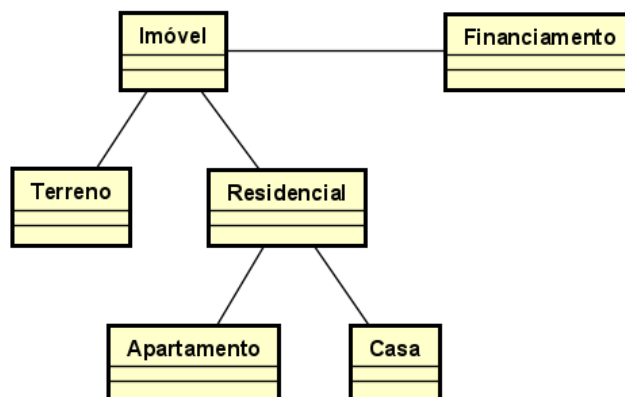 Imóvel
Financiamento
Terreno
Residencial
Apartamento
Casa